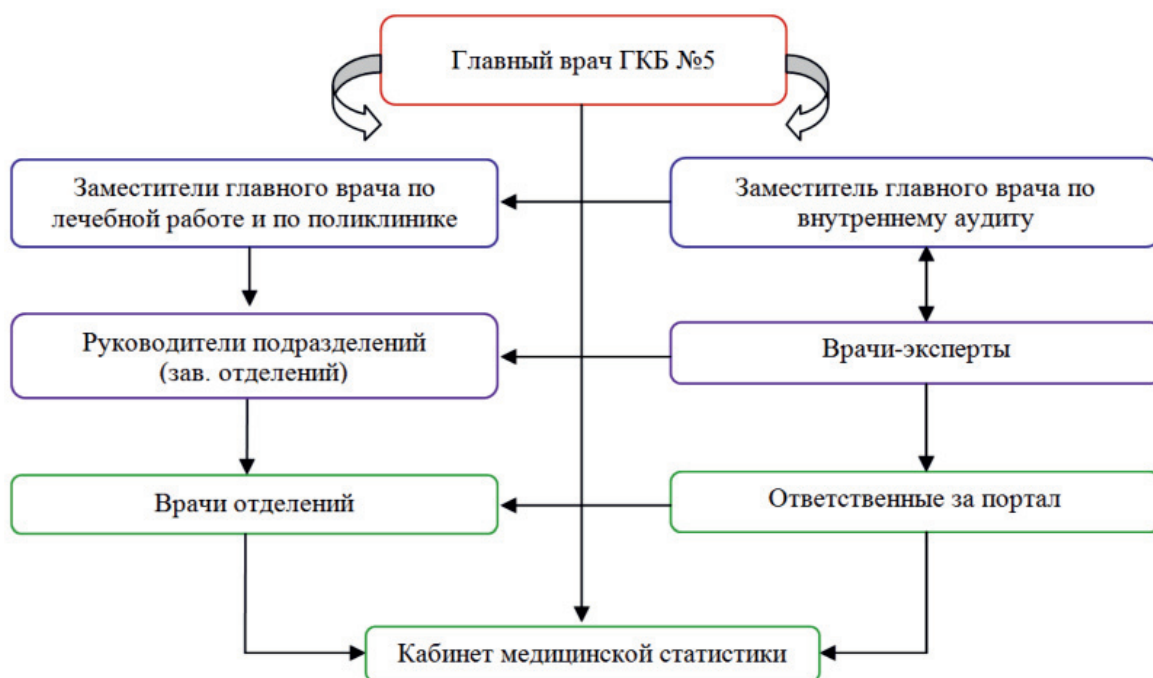 Главный врач ГКБ №5
Заместители главного врача по
лечебной работе и по поликлинике
Заместитель главного врача по
внутреннему аудиту
Руководители подразделений
(зав. отделений)
Врачи-эксперты
Врачи отделений
Ответственные за портал
Кабинет медицинской статистики